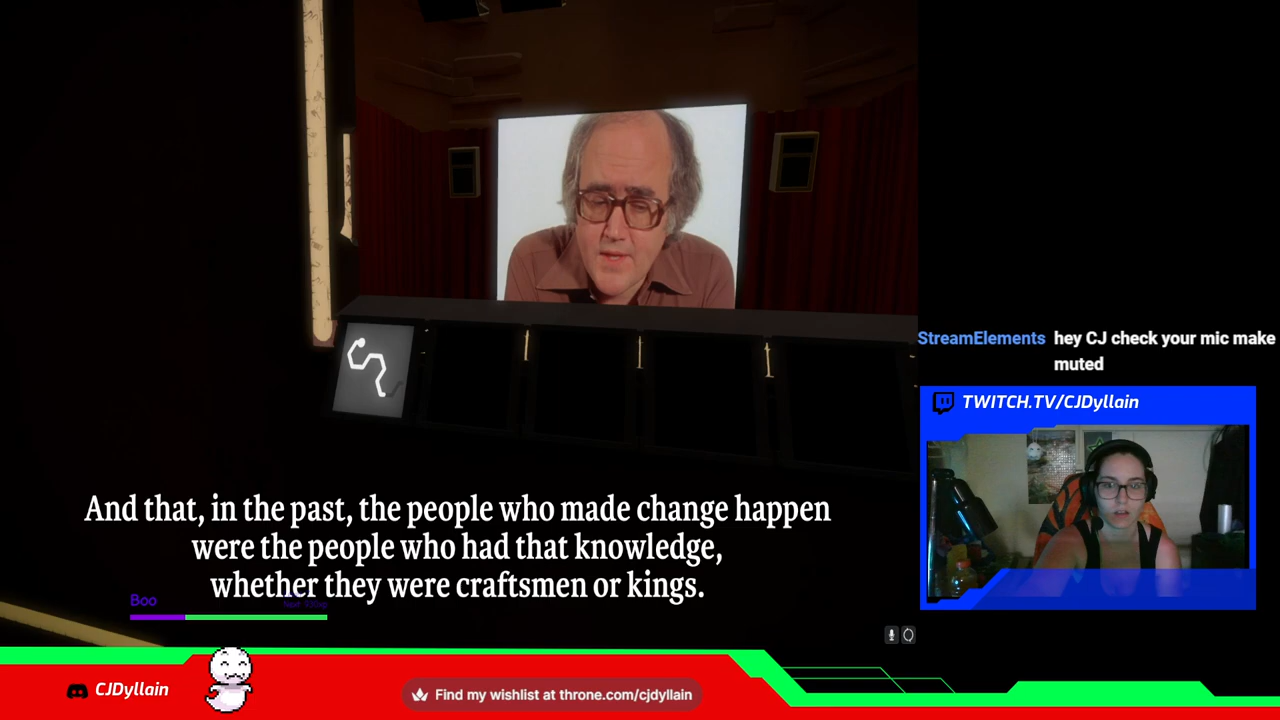 StreamElements hey CJ check your mic make
muted
TWITCH.TV/CJDyllain
And that, in the past, the people who made change happen
were the people who had that knowledge,
whether they were craftsmen or kings.
Boo
CJDyllain
Find my wishlist at throne.com/cjdyllain